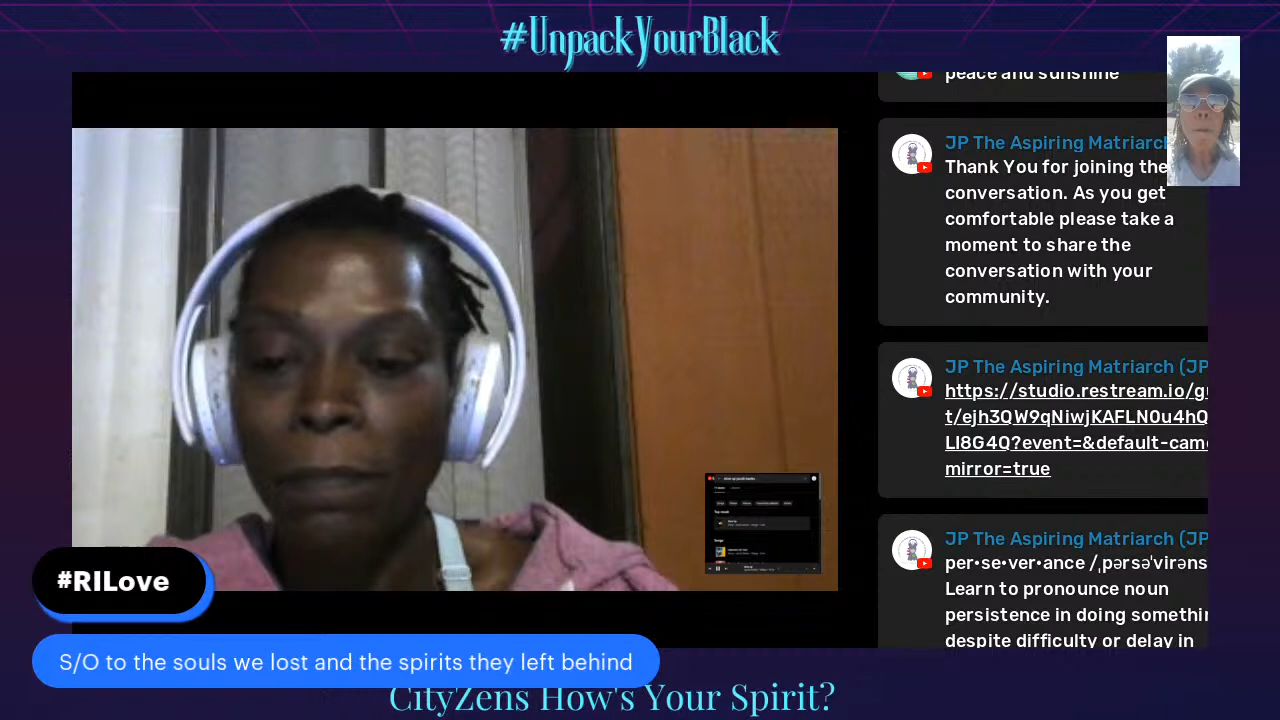 #UnpackYourBlack
peace and sunshine
JP The Aspiring Matriarch
Thank You for joining the
conversation. As you get
comfortable please take a
moment to share the
conversation with your
community.
JP The Aspiring Matriarch (JP
https://studio.restream.io/gu
t/ejh3QW9qNiwjKAFLN0u4hQ
LI8G4Q?event=&default-came
mirror=true
JP The Aspiring Matriarch (JP
per•se•ver•ance /ˌpərsəˈvirəns
Learn to pronounce noun
persistence in doing somethin
despite difficulty or delay in
#RILove
S/O to the souls we lost and the spirits they left behind
CityZens How's Your Spirit?